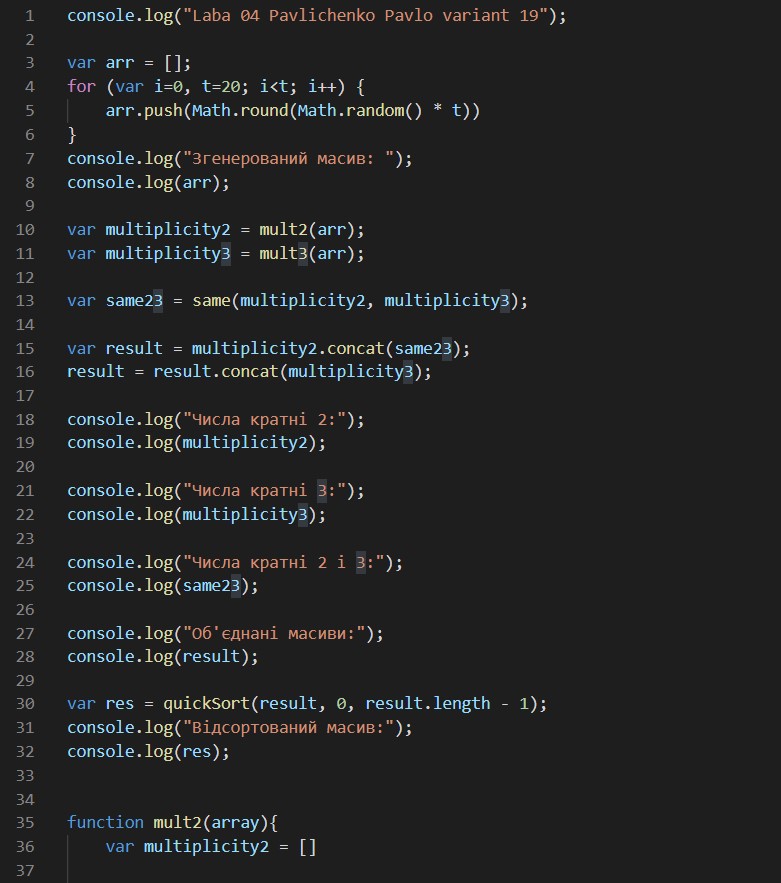 1 console.log("Laba 04 Pavlichenko Pavlo variant 19");
2
3 var arr = [];
4 for (var i=0, t=20; i<t; i++) {
5     arr.push(Math.round(Math.random() * t))
6 }
7 console.log("Згенерований масив: ");
8 console.log(arr);
9
10 var multiplicity2 = mult2(arr);
11 var multiplicity3 = mult3(arr);
12
13 var same23 = same(multiplicity2, multiplicity3);
14
15 var result = multiplicity2.concat(same23);
16 result = result.concat(multiplicity3);
17
18 console.log("Числа кратні 2:");
19 console.log(multiplicity2);
20
21 console.log("Числа кратні 3:");
22 console.log(multiplicity3);
23
24 console.log("Числа кратні 2 і 3:");
25 console.log(same23);
26
27 console.log("Об'єднані масиви:");
28 console.log(result);
29
30 var res = quickSort(result, 0, result.length - 1);
31 console.log("Відсортований масив:");
32 console.log(res);
33
34
35 function mult2(array){
36     var multiplicity2 = []
37